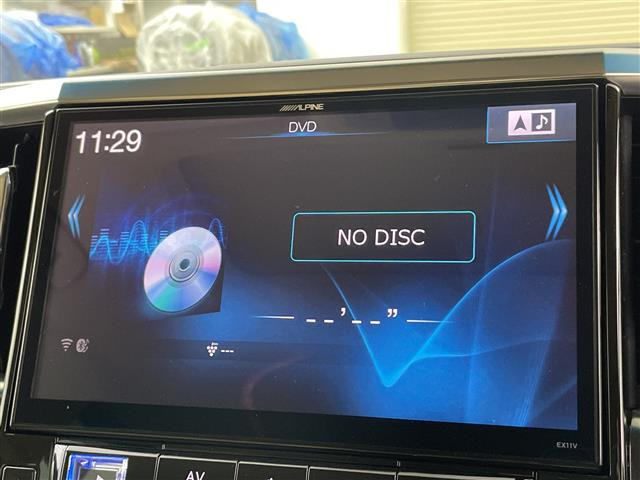 ALPINE
DVD
11:29
NO DISC
_ _'_ _"
---
EX11V
AV